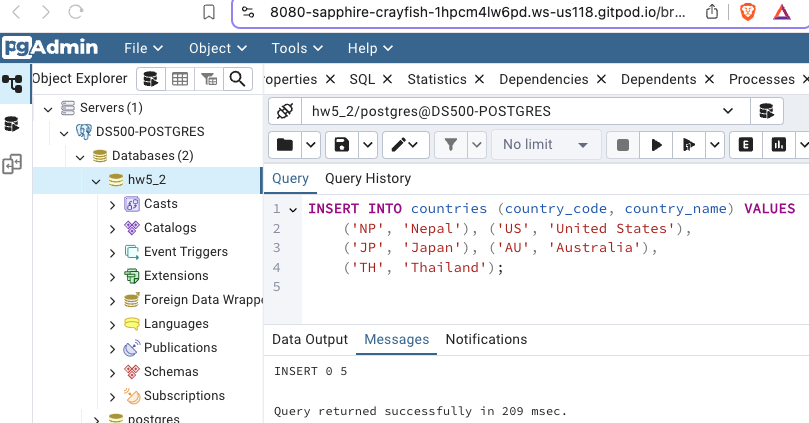 8080-sapphire-crayfish-1hpcm4lw6pd.ws-us118.gitpod.io/br...
pgAdmin File Object Tools Help
Object Explorer
roperties SQL Statistics Dependencies Dependents Processes
Servers (1)
DS500-POSTGRES
Databases (2)
hw5_2
Casts
Catalogs
Event Triggers
Extensions
Foreign Data Wrappe
Languages
Publications
Schemas
Subscriptions
postgres
hw5_2/postgres@DS500-POSTGRES
No limit
E
Query Query History
1 INSERT INTO countries (country_code, country_name) VALUES
2 ('NP', 'Nepal'), ('US', 'United States'),
3 ('JP', 'Japan'), ('AU', 'Australia'),
4 ('TH', 'Thailand');
5
Data Output Messages Notifications
INSERT 0 5
Query returned successfully in 209 msec.